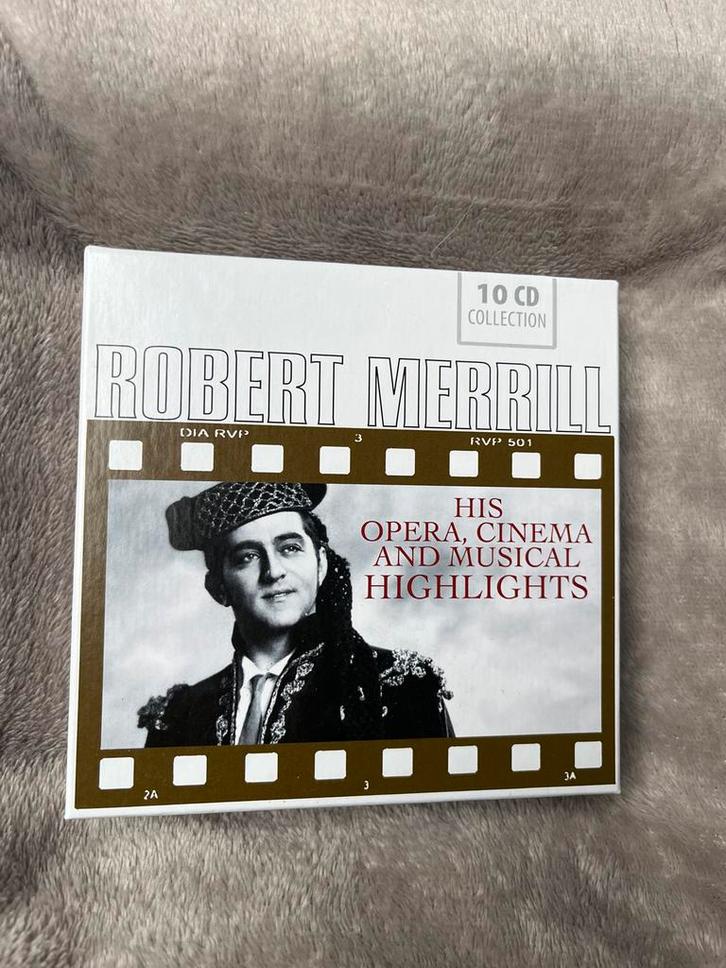 10 CD
COLLECTION
ROBERT MERRILL
DIA RVP 3 RVP 501
HIS
OPERA, CINEMA
AND MUSICAL
HIGHLIGHTS
2A 3 3A